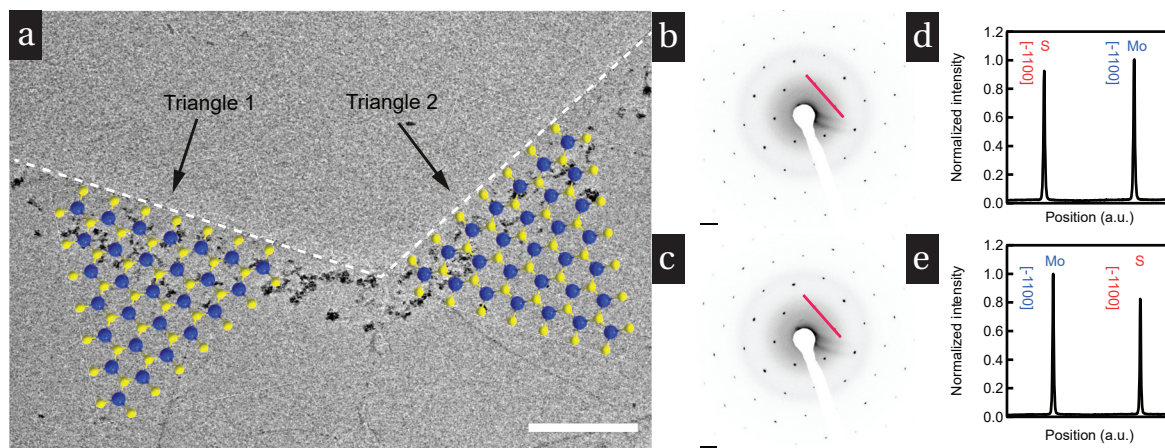 a
Triangle 1
Triangle 2
b
c
d
1.2
1.0
0.8
0.6
0.4
0.2
0.0
Normalized intensity
[-1100]
S
[-1100]
Mo
Position (a.u.)
e
1.2
1.0
0.8
0.6
0.4
0.2
0.0
Normalized intensity
[-1100]
Mo
[-1100]
S
Position (a.u.)